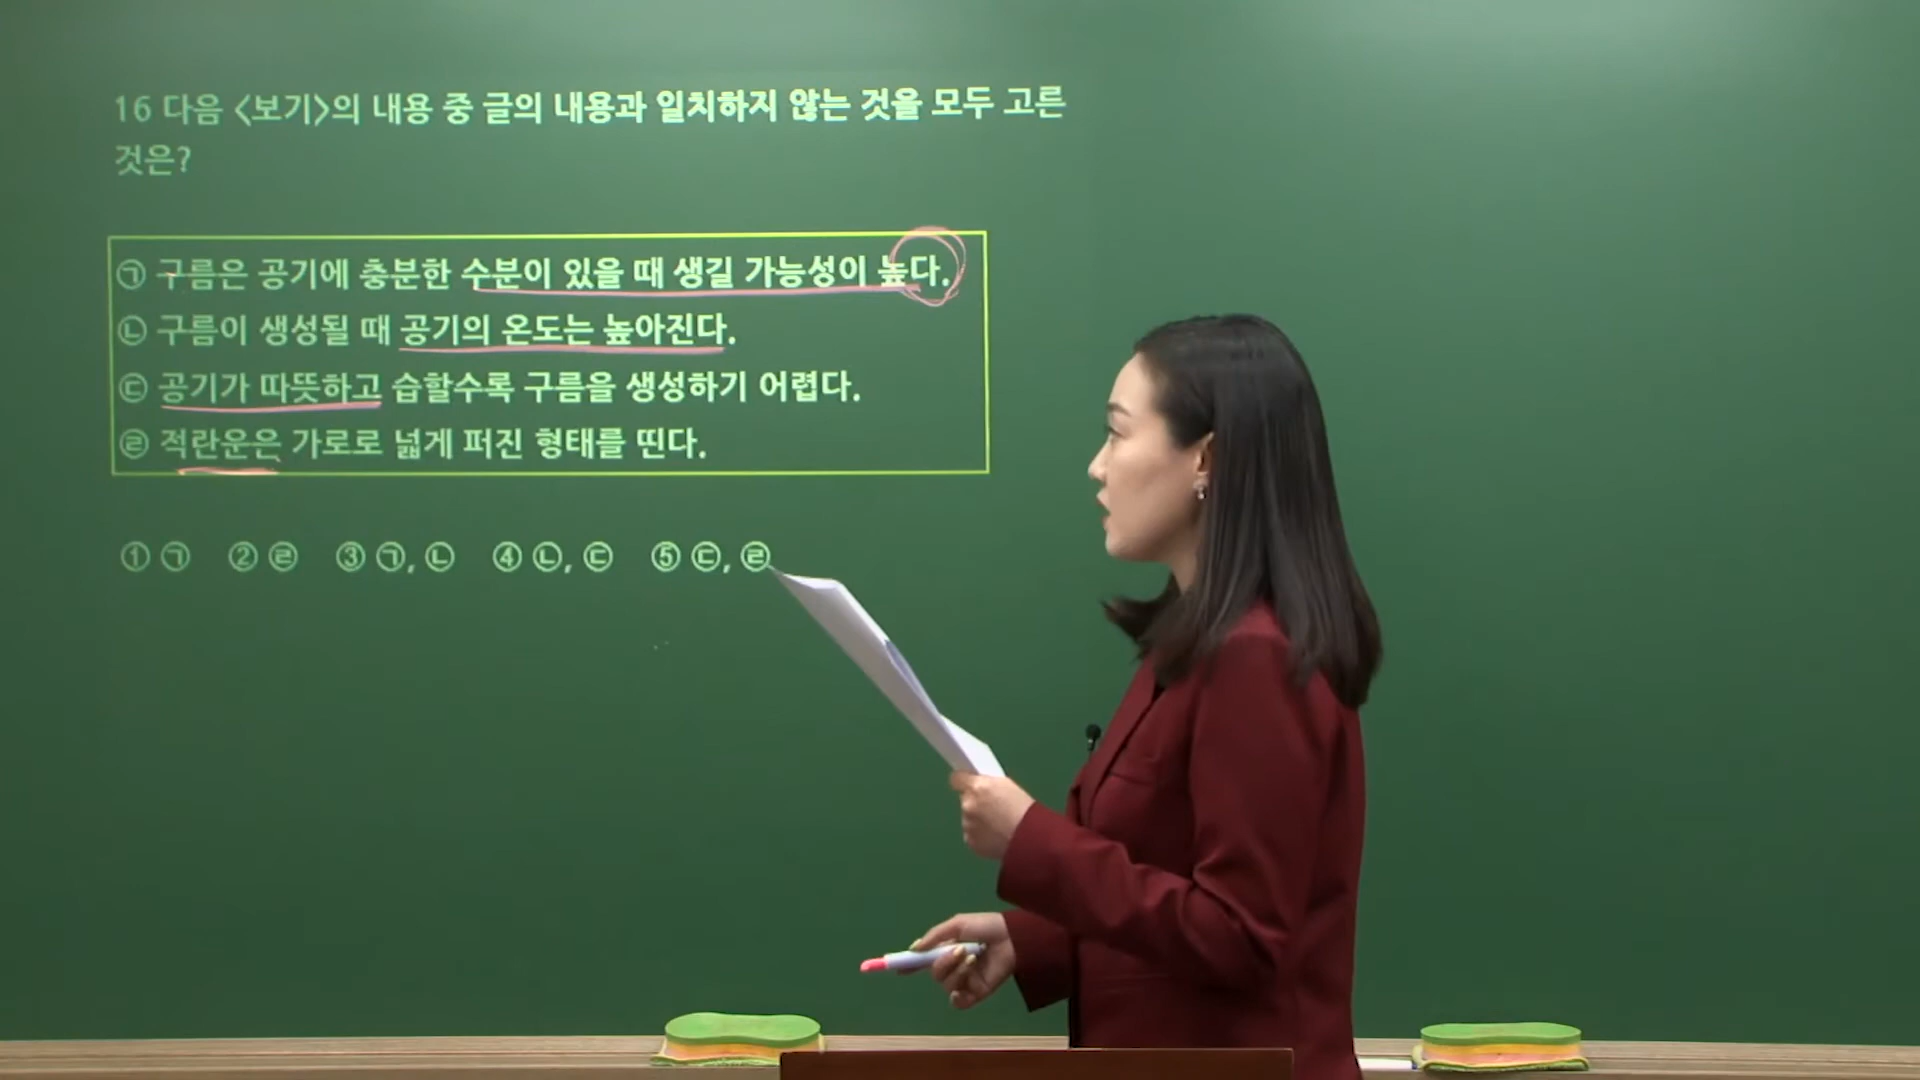 16 다음 <보기>의 내용 중 글의 내용과 일치하지 않는 것을 모두 고른
것은?
㉠ 구름은 공기에 충분한 수분이 있을 때 생길 가능성이 높다.
㉡ 구름이 생성될 때 공기의 온도는 높아진다.
㉢ 공기가 따뜻하고 습할수록 구름을 생성하기 어렵다.
㉣ 적란운은 가로로 넓게 퍼진 형태를 띤다.
① ㉠ ② ㉣ ③ ㉠, ㉡ ④ ㉡, ㉢ ⑤ ㉢, ㉣